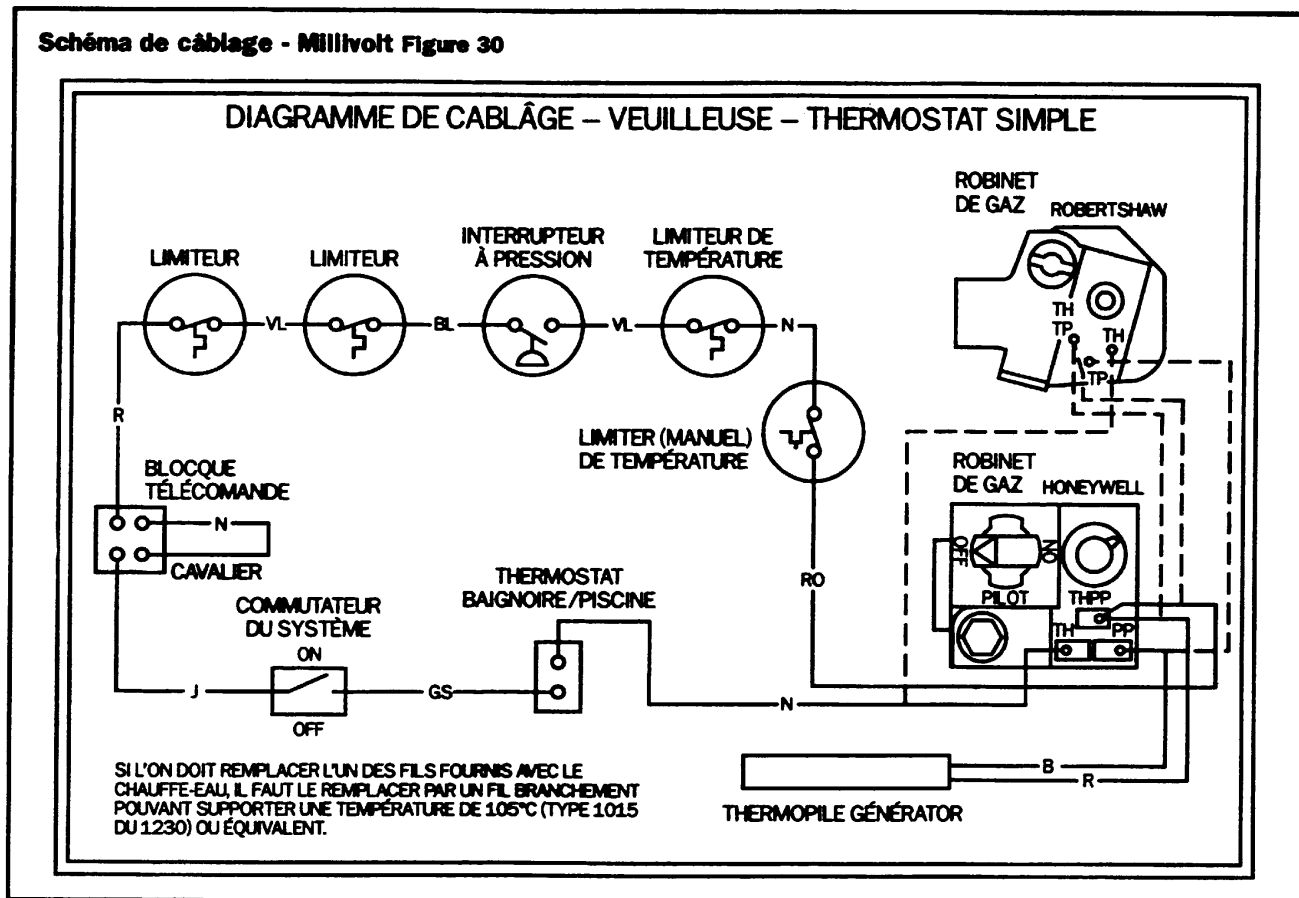 Schéma de câblage - Millivolt Figure 30
DIAGRAMME DE CABLÂGE – VEUILLEUSE – THERMOSTAT SIMPLE
ROBINET
DE GAZ
ROBERTSHAW
LIMITEUR
LIMITEUR
INTERRUPTEUR
À PRESSION
LIMITEUR DE
TEMPÉRATURE
TH
TP
TH
TP
VL
BL
VL
N
R
LIMITER (MANUEL)
DE TEMPÉRATURE
ROBINET
DE GAZ
HONEYWELL
BLOCQUE
TÉLÉCOMANDE
N
CAVALIER
OFF
NO
PILOT
THPP
TH
PP
RO
THERMOSTAT
BAIGNOIRE/PISCINE
COMMUTATEUR
DU SYSTÈME
ON
OFF
J
GS
N
B
R
THERMOPILE GÉNÉRATOR
SI L'ON DOIT REMPLACER L'UN DES FILS FOURNIS AVEC LE
CHAUFFE-EAU, IL FAUT LE REMPLACER PAR UN FIL BRANCHEMENT
POUVANT SUPPORTER UNE TEMPÉRATURE DE 105°C (TYPE 1015
DU 1230) OU ÉQUIVALENT.